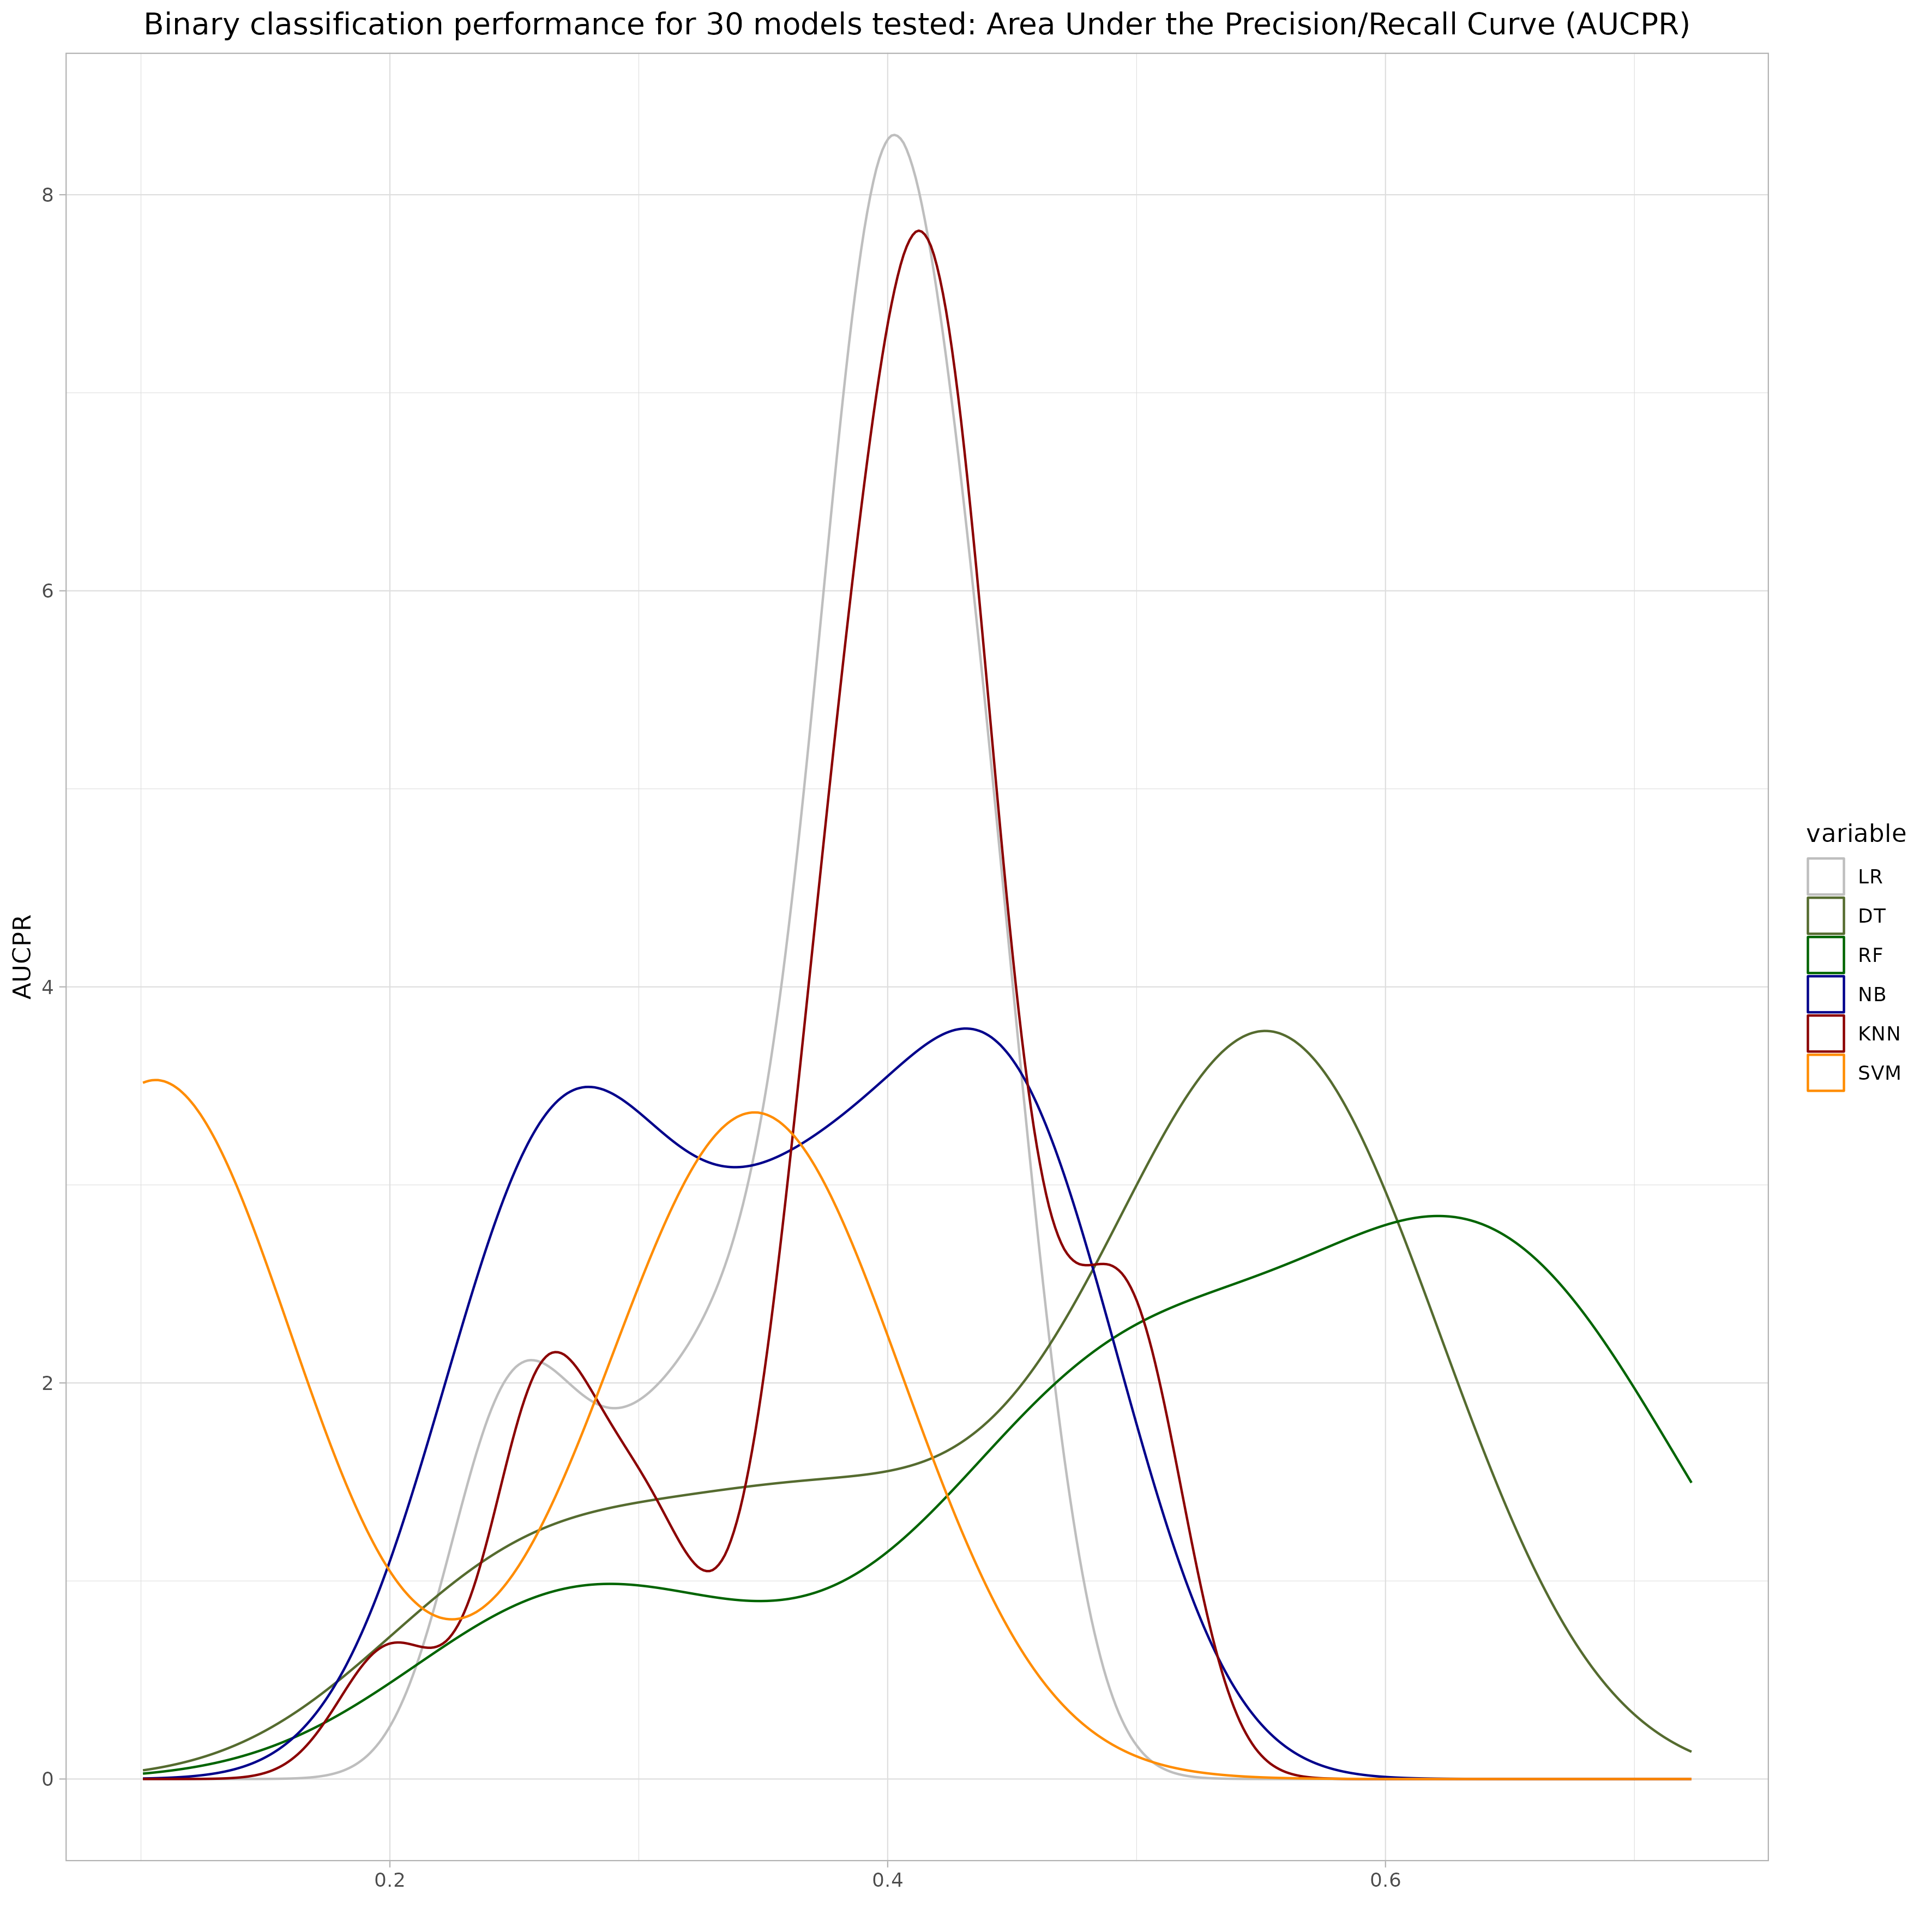 Binary classification performance for 30 models tested: Area Under the Precision/Recall Curve (AUCPR)
8
6
4
2
0
AUCPR
0.2 0.4 0.6
variable
LR
DT
RF
NB
KNN
SVM